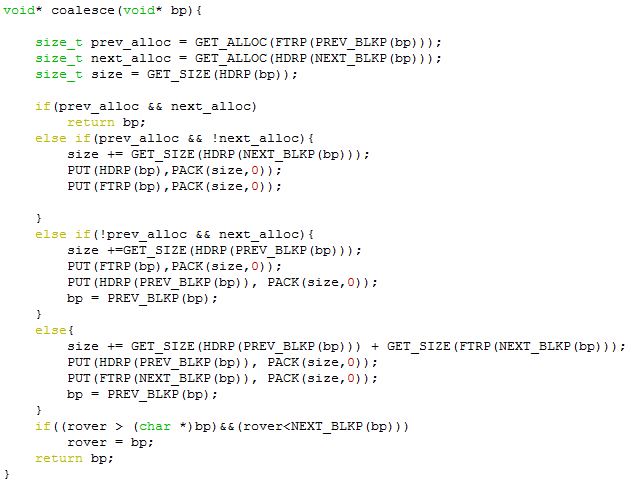 void* coalesce(void* bp){
size_t prev_alloc = GET_ALLOC(FTRP(PREV_BLKP(bp)));
size_t next_alloc = GET_ALLOC(HDRP(NEXT_BLKP(bp)));
size_t size = GET_SIZE(HDRP(bp));
if(prev_alloc && next_alloc)
return bp;
else if(prev_alloc && !next_alloc){
size += GET_SIZE(HDRP(NEXT_BLKP(bp)));
PUT(HDRP(bp),PACK(size,0));
PUT(FTRP(bp),PACK(size,0));
}
else if(!prev_alloc && next_alloc){
size +=GET_SIZE(HDRP(PREV_BLKP(bp)));
PUT(FTRP(bp),PACK(size,0));
PUT(HDRP(PREV_BLKP(bp)), PACK(size,0));
bp = PREV_BLKP(bp);
}
else{
size += GET_SIZE(HDRP(PREV_BLKP(bp))) + GET_SIZE(FTRP(NEXT_BLKP(bp)));
PUT(HDRP(PREV_BLKP(bp)), PACK(size,0));
PUT(FTRP(NEXT_BLKP(bp)), PACK(size,0));
bp = PREV_BLKP(bp);
}
if((rover > (char *)bp)&&(rover<NEXT_BLKP(bp)))
rover = bp;
return bp;
}